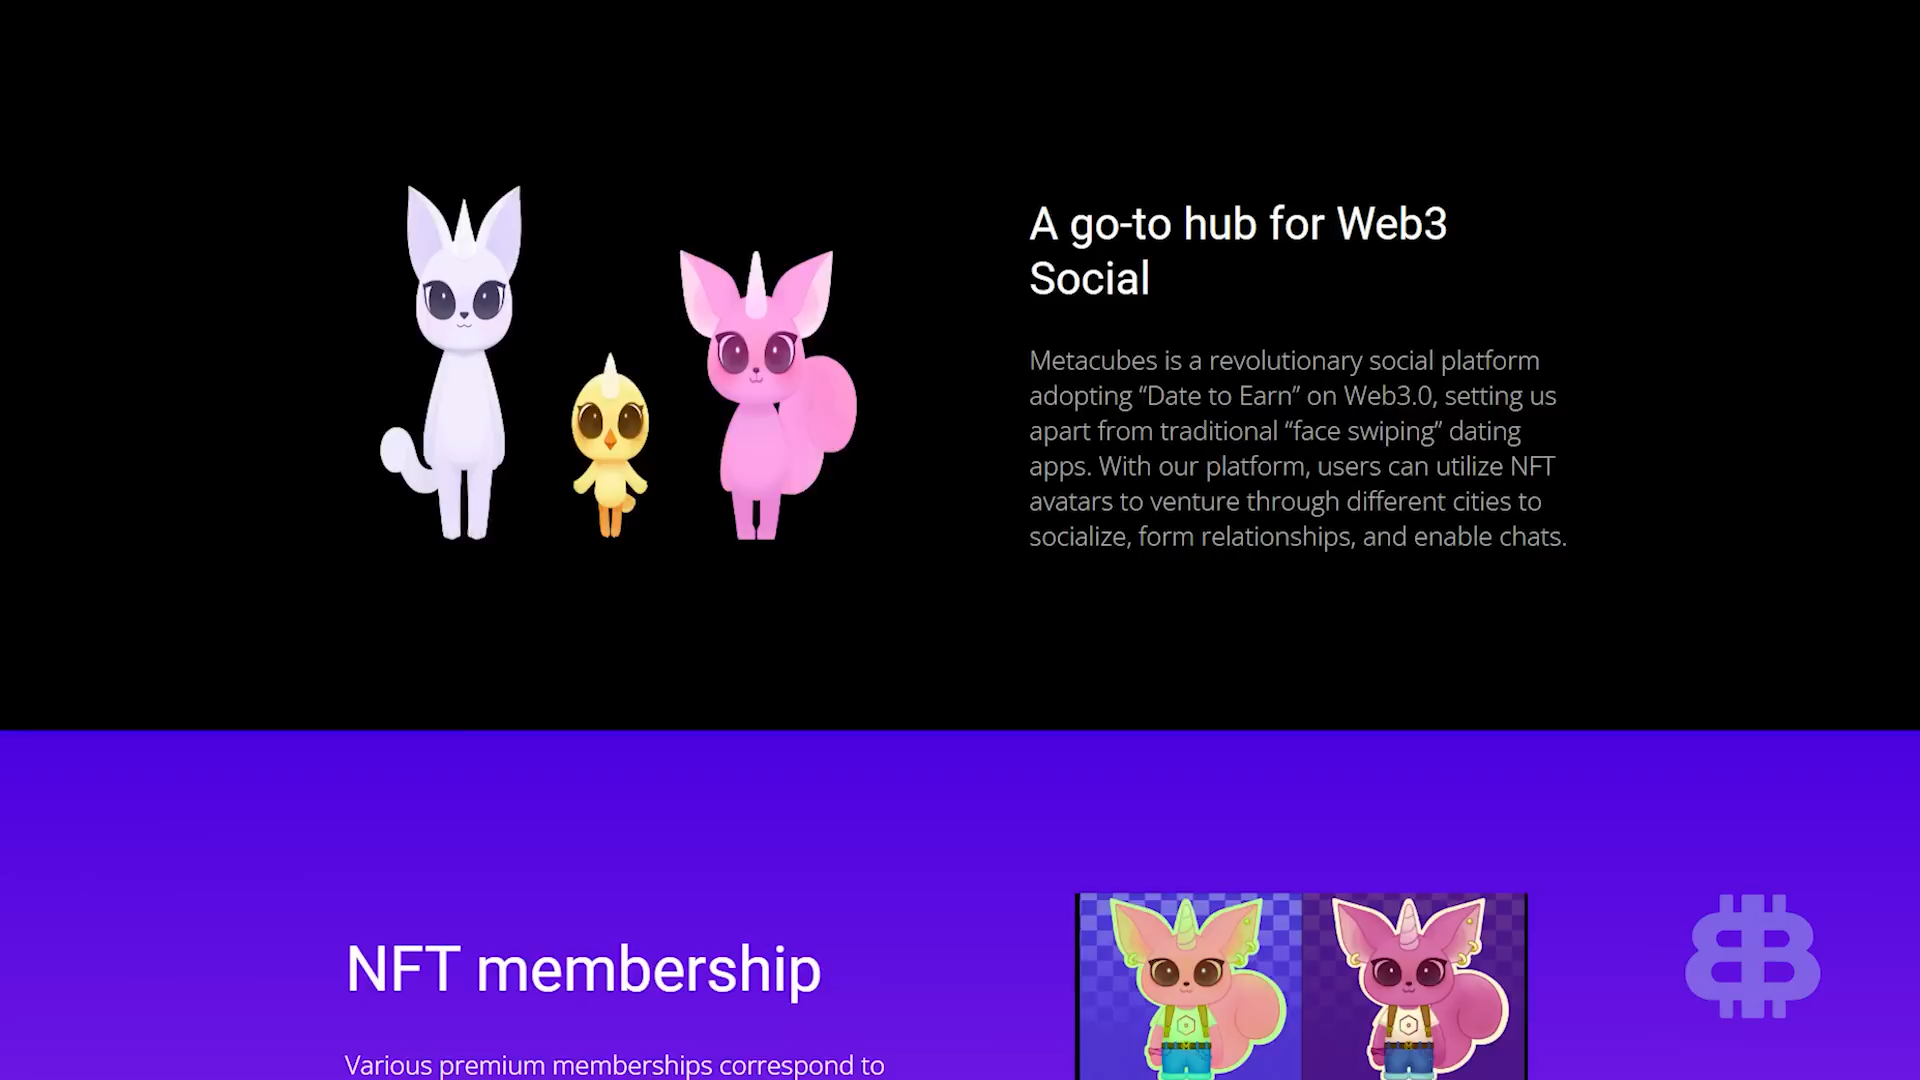 A go-to hub for Web3
Social
Metacubes is a revolutionary social platform
adopting “Date to Earn” on Web3.0, setting us
apart from traditional “face swiping” dating
apps. With our platform, users can utilize NFT
avatars to venture through different cities to
socialize, form relationships, and enable chats.
NFT membership
Various premium memberships correspond to